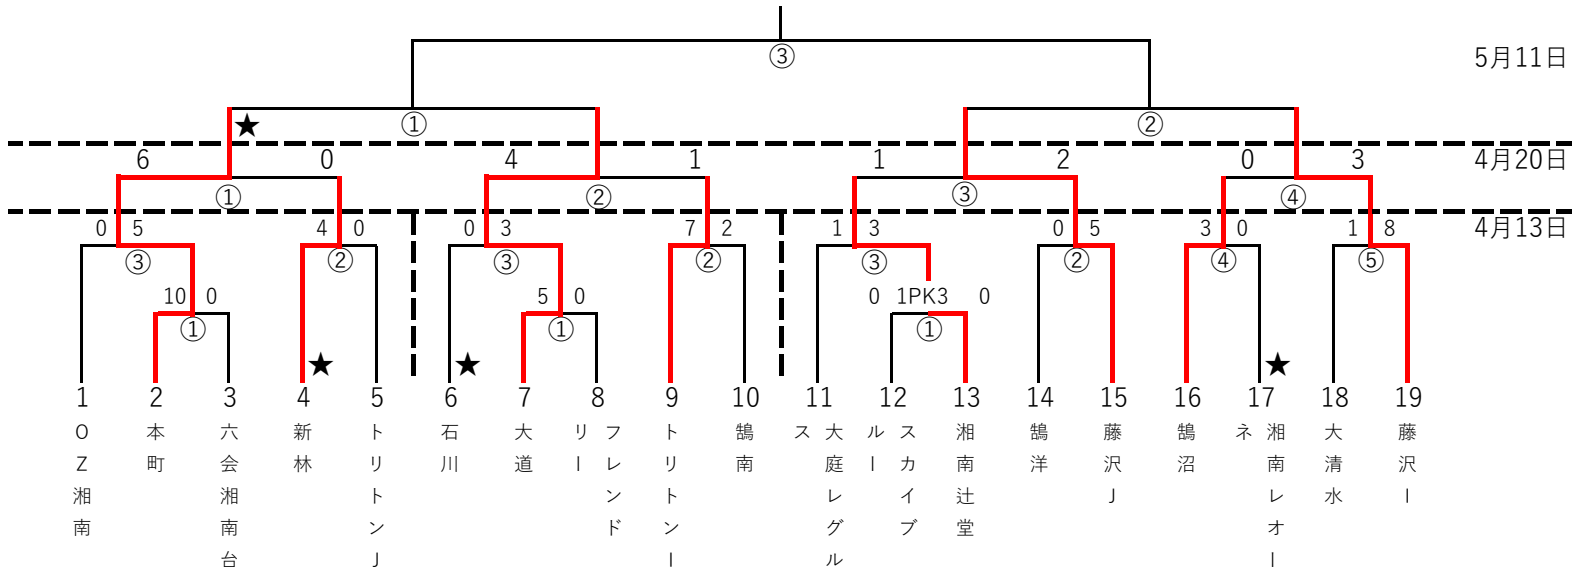 ③
5月11日
★
①
②
6 0 4 1 1 2 0 3 4月20日
① ② ③ ④
0 5 4 0 0 3 7 2 1 3 0 5 3 0 1 8 4月13日
③ ② ③ ② ③ ② ④ ⑤
10 0 5 0 0 1PK3 0
① ① ①
★ ★ ★
1 2 3 4 5 6 7 8 9 10 11 12 13 14 15 16 17 18 19
OZ湘南
本町
六会湘南台
新林
トリトンJ
石川
大道
フレンドリー
トリトンI
鵠南
大庭レグルス
スカイブルー
湘南辻堂
鵠洋
藤沢J
鵠沼
湘南レオーネ
大清水
藤沢I